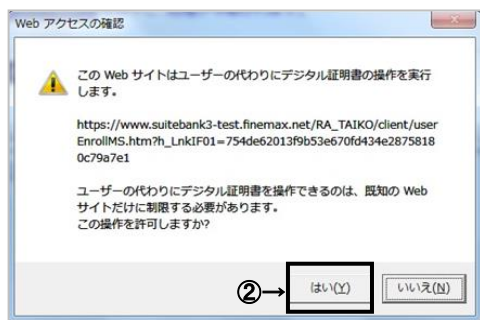 Web アクセスの確認
この Web サイトはユーザーの代わりにデジタル証明書の操作を実行
します。
https://www.suitebank3-test.finemax.net/RA_TAIKO/client/user
EnrollMS.htm?h_LnkIF01=754de62013f9b53e670fd434e2875818
0c79a7e1
ユーザーの代わりにデジタル証明書を操作できるのは、既知の Web
サイトだけに制限する必要があります。
この操作を許可しますか?
②→ はい(Y) いいえ(N)